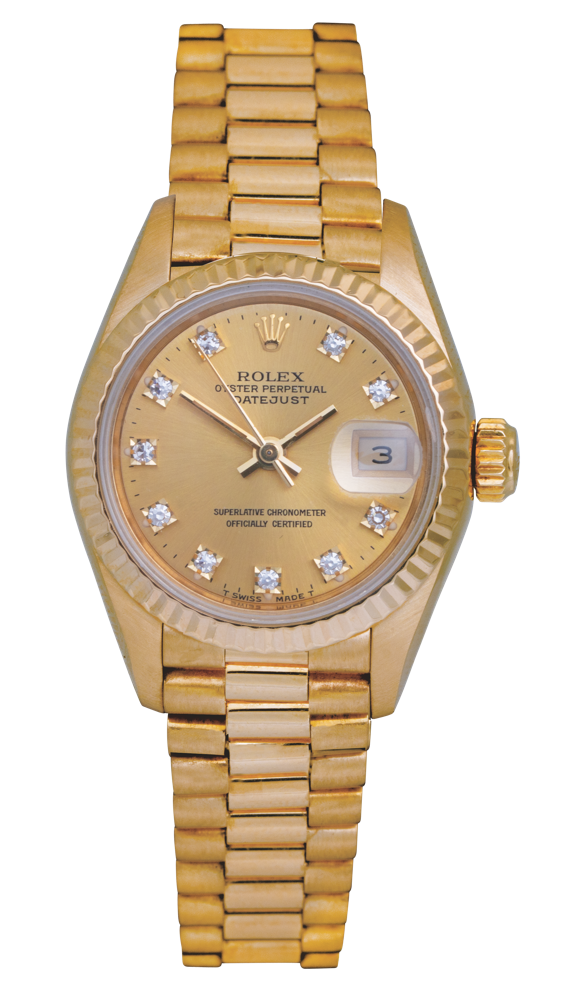 ROLEX
OYSTER PERPETUAL
DATEJUST
3
SUPERLATIVE CHRONOMETER
OFFICIALLY CERTIFIED
T SWISS MADE T